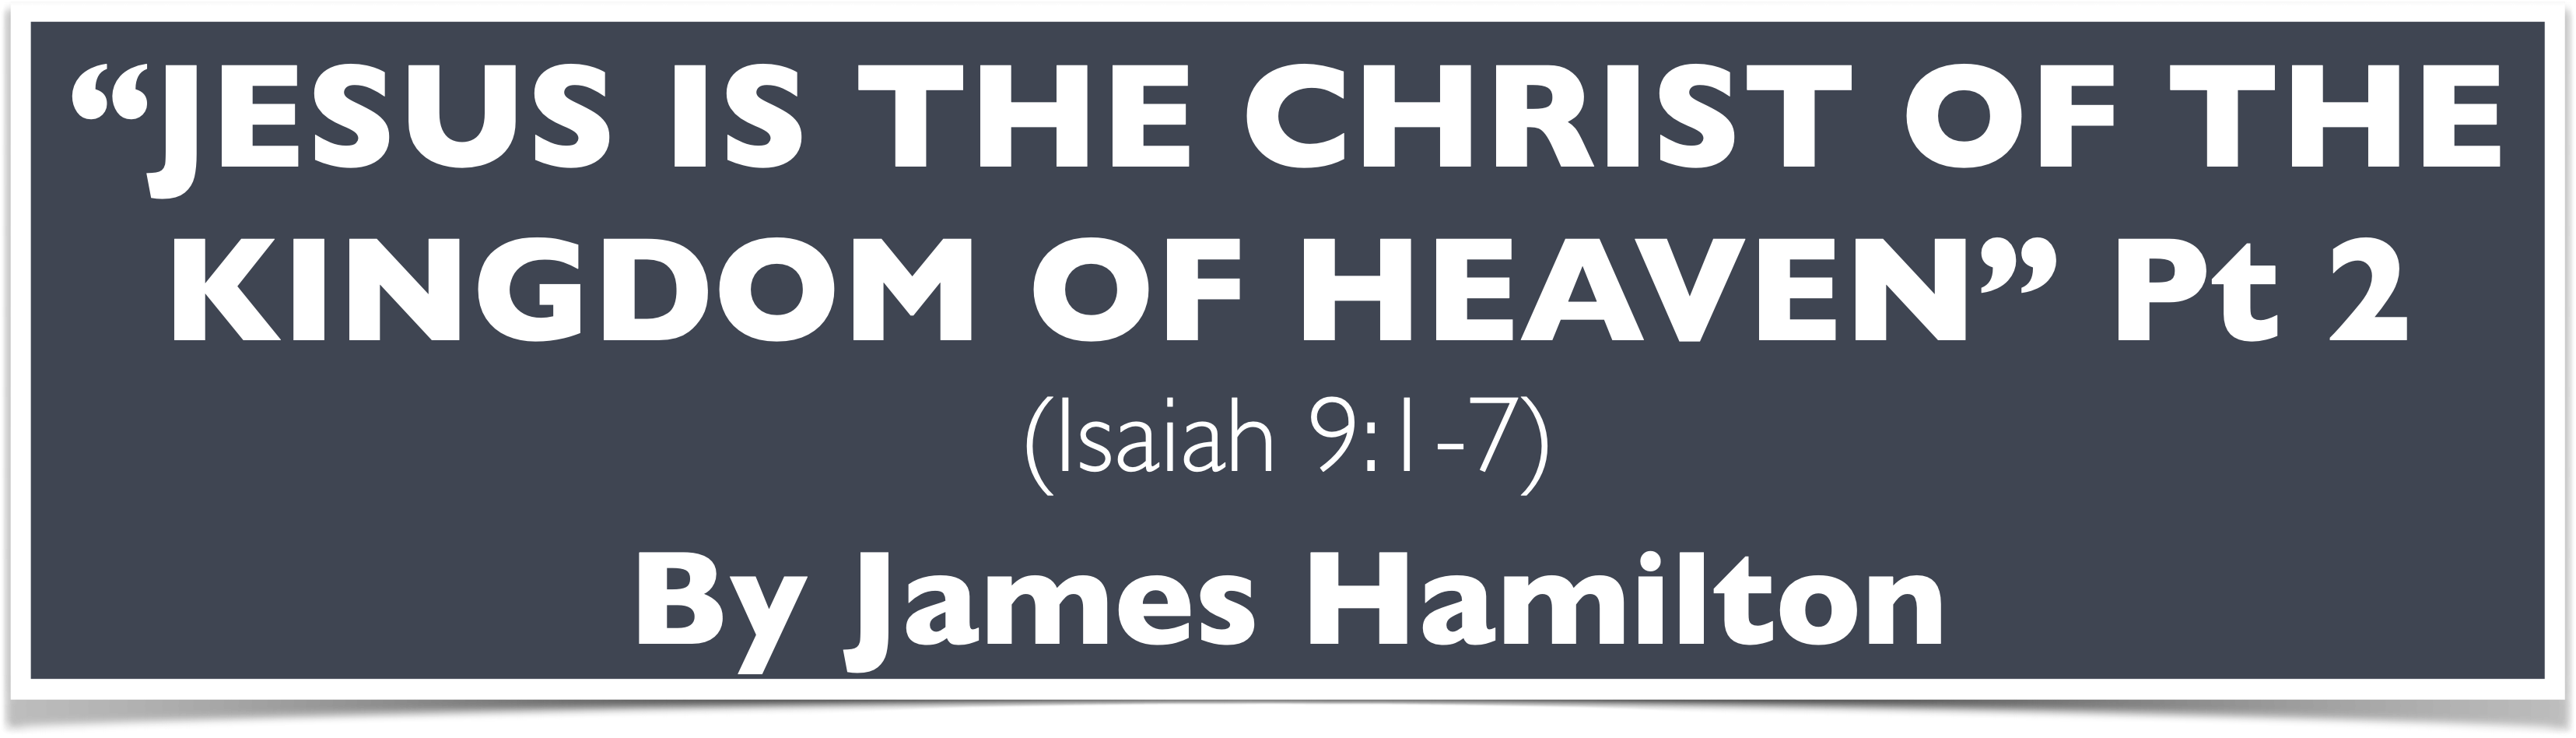 “JESUS IS THE CHRIST OF THE
KINGDOM OF HEAVEN” Pt 2
(Isaiah 9:1-7)
By James Hamilton